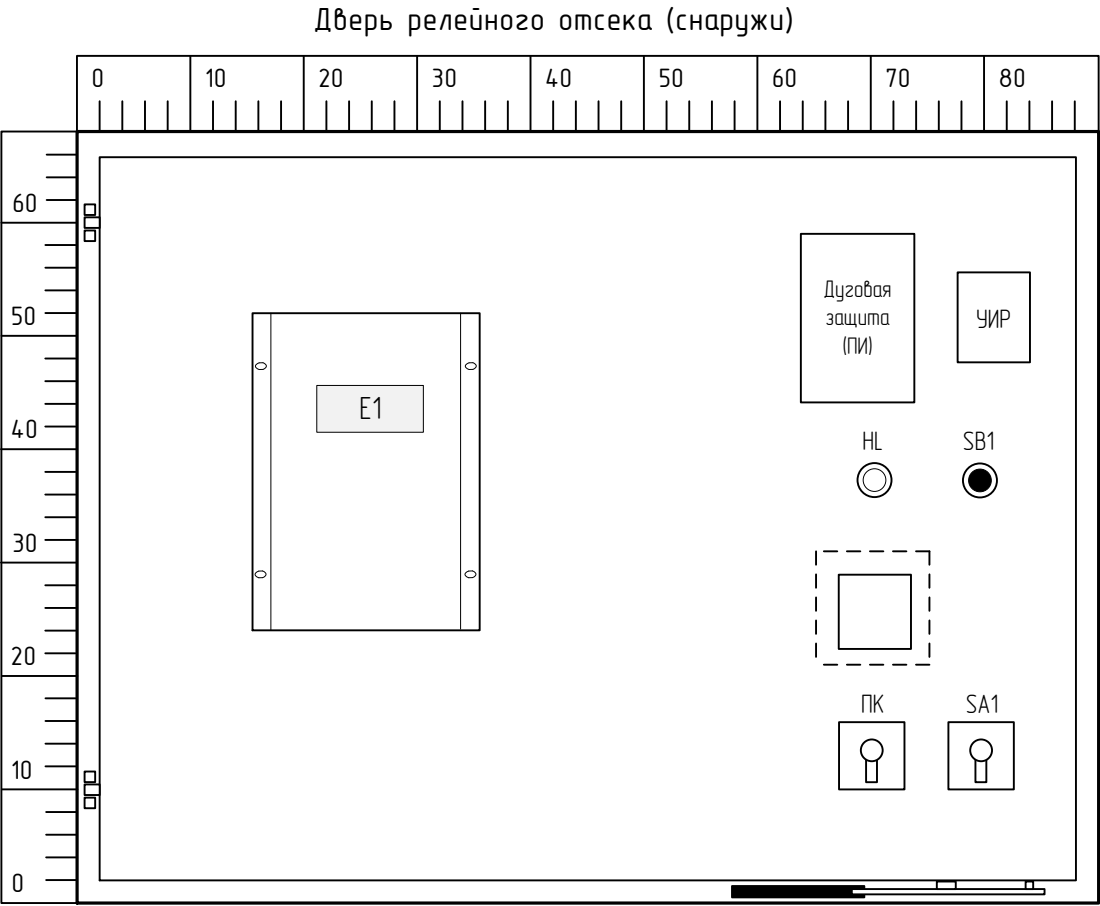 Дверь релейного отсека (снаружи)
0 10 20 30 40 50 60 70 80
60
50
40
30
20
10
0
Дуговая
защита
(ПИ)
УИР
E1
HL
SB1
ПК
SA1